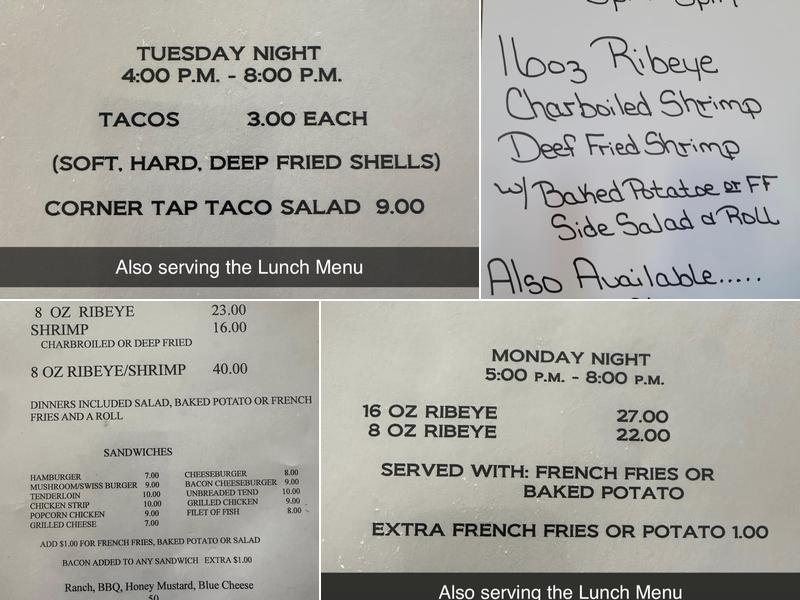 TUESDAY NIGHT
4:00 P.M. - 8:00 P.M.
TACOS 3.00 EACH
(SOFT, HARD, DEEP FRIED SHELLS)
CORNER TAP TACO SALAD 9.00
Also serving the Lunch Menu
16oz Ribeye
Charboiled Shrimp
Deef Fried Shrimp
w/ Baked Potatoe or FF
Side Salad & Roll
Also Available.....
8 OZ RIBEYE 23.00
SHRIMP 16.00
CHARBROILED OR DEEP FRIED
8 OZ RIBEYE/SHRIMP 40.00
DINNERS INCLUDED SALAD, BAKED POTATO OR FRENCH
FRIES AND A ROLL
SANDWICHES
HAMBURGER 7.00 CHEESEBURGER 8.00
MUSHROOM/SWISS BURGER 9.00 BACON CHEESEBURGER 9.00
TENDERLOIN 10.00 UNBREADED TEND 10.00
CHICKEN STRIP 10.00 GRILLED CHICKEN 9.00
POPCORN CHICKEN 9.00 FILET OF FISH 8.00
GRILLED CHEESE 7.00
ADD $1.00 FOR FRENCH FRIES, BAKED POTATO OR SALAD
BACON ADDED TO ANY SANDWICH EXTRA $1.00
Ranch, BBQ, Honey Mustard, Blue Cheese
.50
MONDAY NIGHT
5:00 P.M. - 8:00 P.M.
16 OZ RIBEYE 27.00
8 OZ RIBEYE 22.00
SERVED WITH: FRENCH FRIES OR
BAKED POTATO
EXTRA FRENCH FRIES OR POTATO 1.00
Also serving the Lunch Menu